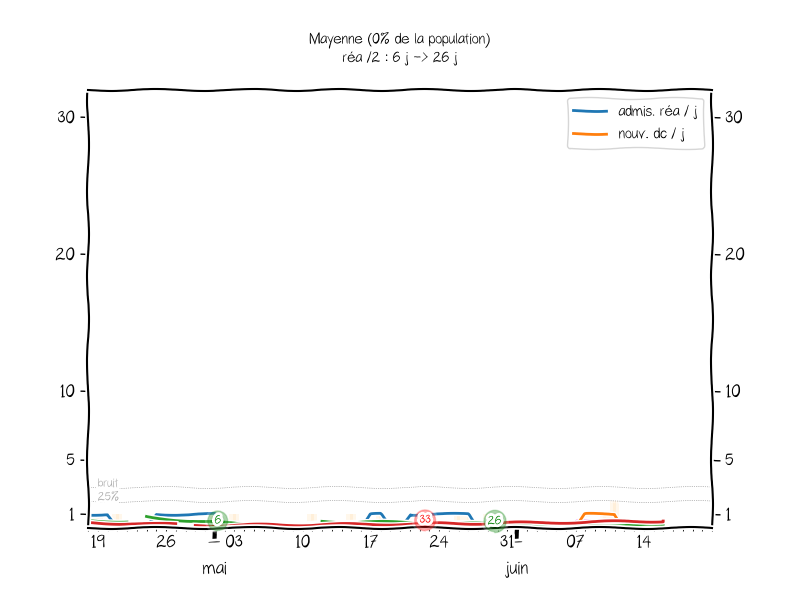 Mayenne (0% de la population)
réa /2 : 6 j -> 26 j
30 30
admis. réa / j
nouv. dc / j
20 20
10 10
5 5
bruit
25%
1 6 33 26 1
19 26 03 10 17 24 31 07 14
mai juin